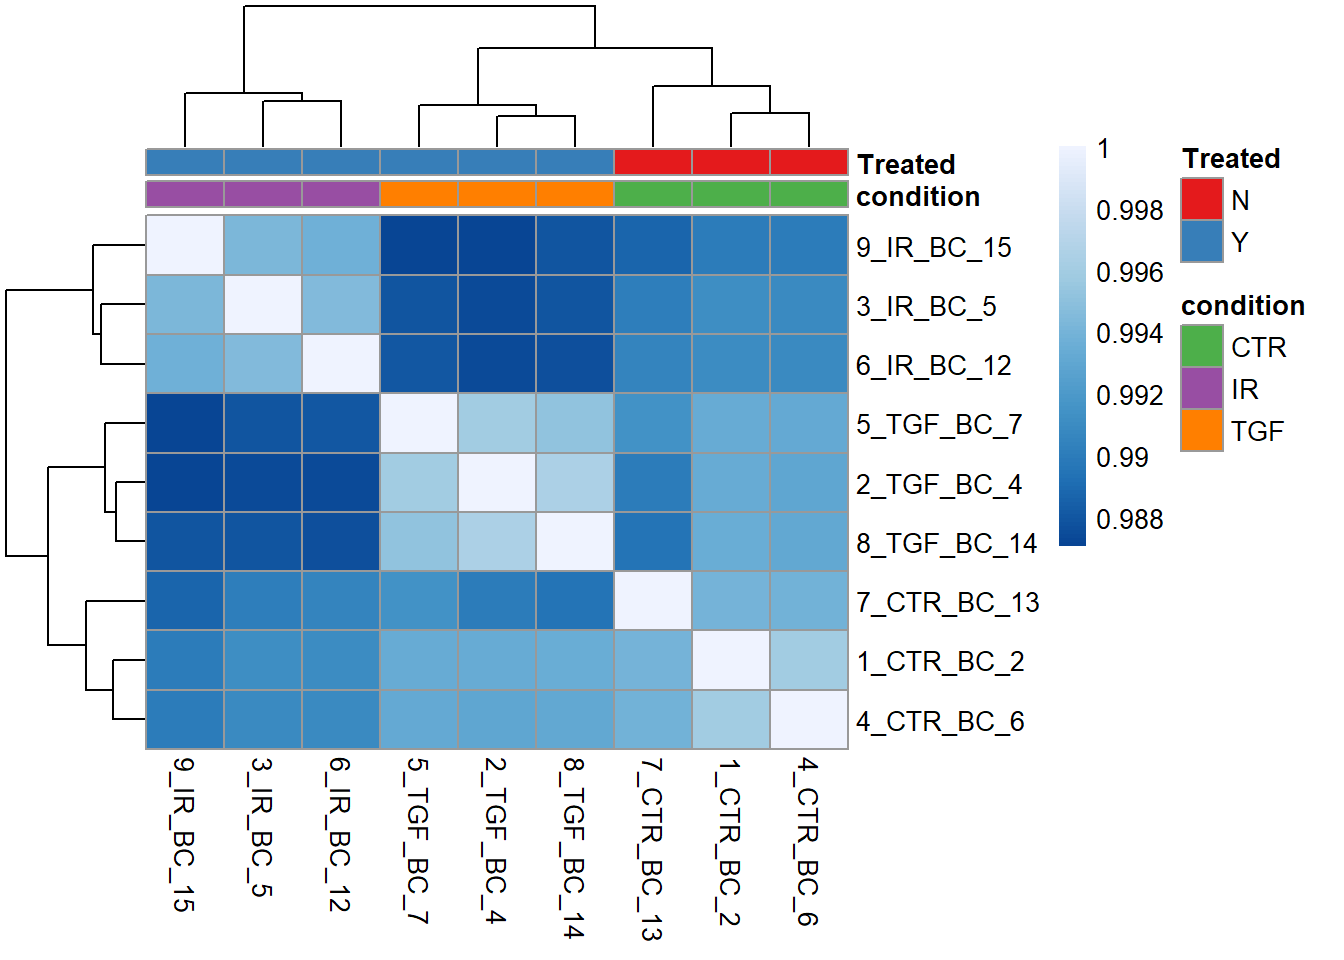 Treated
condition
9_IR_BC_15
3_IR_BC_5
6_IR_BC_12
5_TGF_BC_7
2_TGF_BC_4
8_TGF_BC_14
7_CTR_BC_13
1_CTR_BC_2
4_CTR_BC_6
9_IR_BC_15
3_IR_BC_5
6_IR_BC_12
5_TGF_BC_7
2_TGF_BC_4
8_TGF_BC_14
7_CTR_BC_13
1_CTR_BC_2
4_CTR_BC_6
1
0.998
0.996
0.994
0.992
0.99
0.988
Treated
N
Y
condition
CTR
IR
TGF